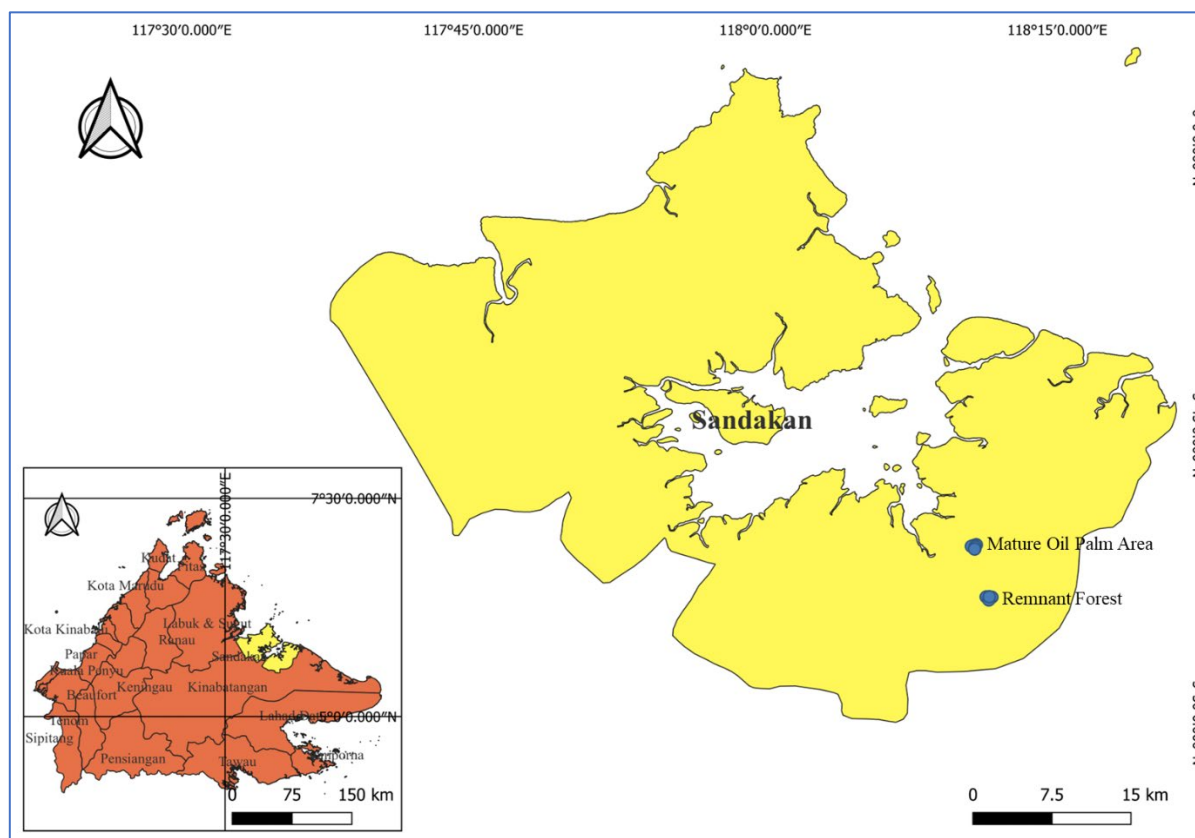 117°30′0.000″E
117°45′0.000″E
118°0′0.000″E
118°15′0.000″E
Sandakan
Mature Oil Palm Area
Remnant Forest
0 7.5 15 km
117°30′0.000″E
7°30′0.000″N
Kudat
Pitas
Kota Marudu
Kota Kinabalu
Labuk & Sugut
Ranau
Papar
Sandakan
Kuala Penyu
Keningau
Kinabatangan
Beaufort
Tenom
5°0′0.000″N
Sipitang
Pensiangan
Tawau
0 75 150 km